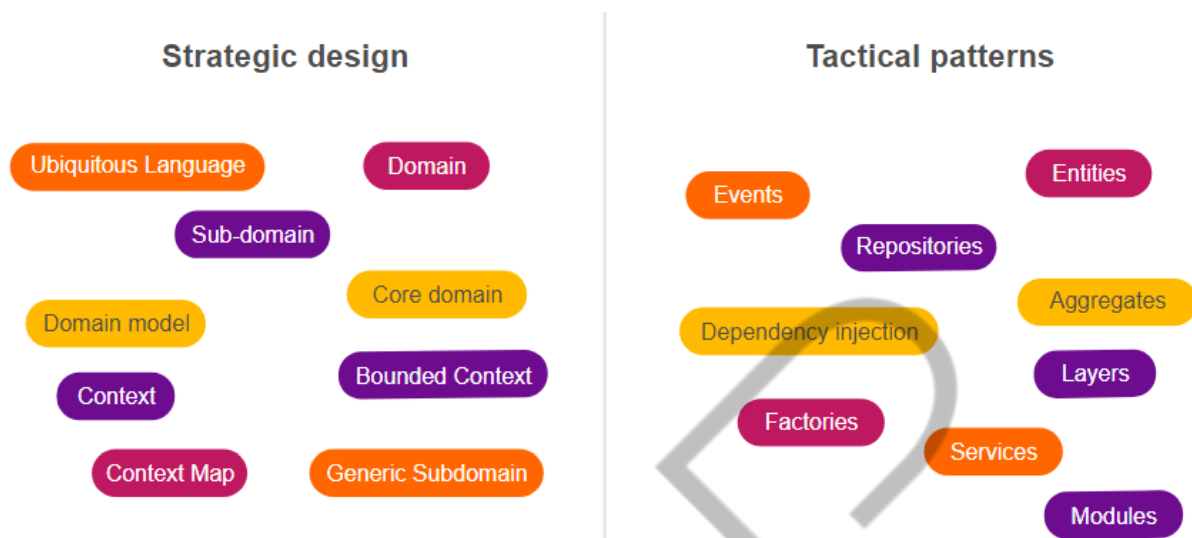 Strategic design
Ubiquitous Language
Domain
Sub-domain
Core domain
Domain model
Bounded Context
Context
Context Map
Generic Subdomain
Tactical patterns
Entities
Events
Repositories
Aggregates
Dependency injection
Layers
Factories
Services
Modules